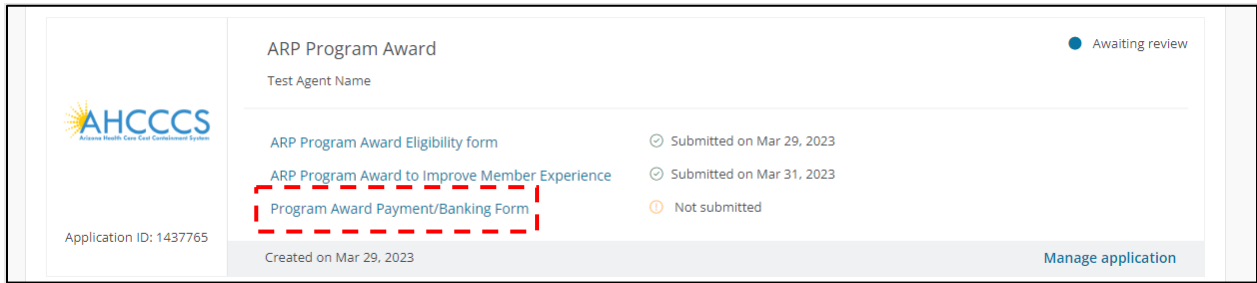 ARP Program Award
Awaiting review
Test Agent Name
AHCCCS
Arizona Health Care Cost Containment System
ARP Program Award Eligibility form
Submitted on Mar 29, 2023
ARP Program Award to Improve Member Experience
Submitted on Mar 31, 2023
Program Award Payment/Banking Form
Not submitted
Application ID: 1437765
Created on Mar 29, 2023
Manage application